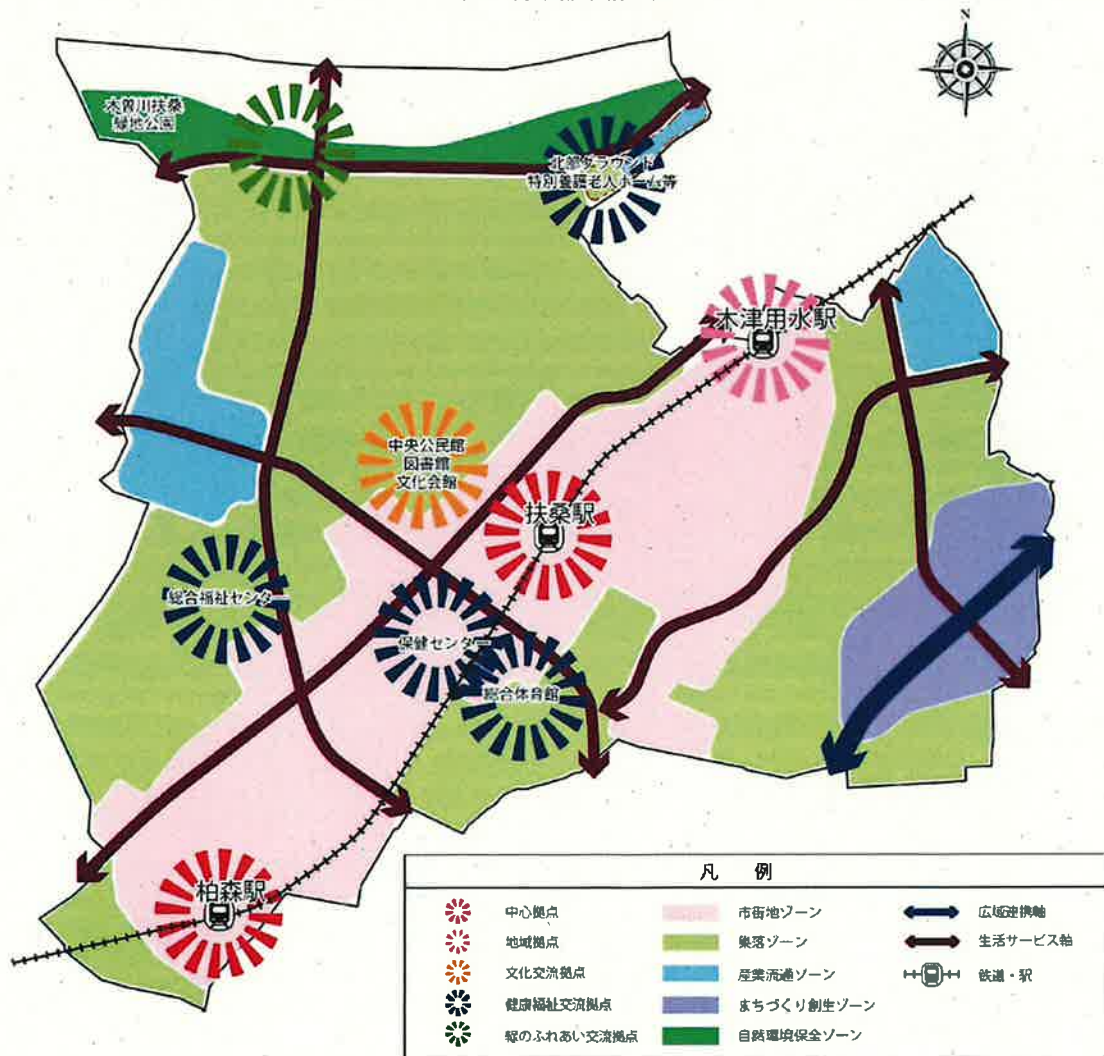 N
木曽川扶桑
緑地公園
北部グラウンド
特別養護老人ホーム等
木津用水駅
中央公民館
図書館
文化会館
扶桑駅
総合福祉センター
保健センター
総合体育館
柏森駅
凡 例
中心拠点
市街地ゾーン
広域連携軸
地域拠点
集落ゾーン
生活サービス軸
文化交流拠点
産業流通ゾーン
鉄道・駅
健康福祉交流拠点
まちづくり創生ゾーン
緑のふれあい交流拠点
自然環境保全ゾーン